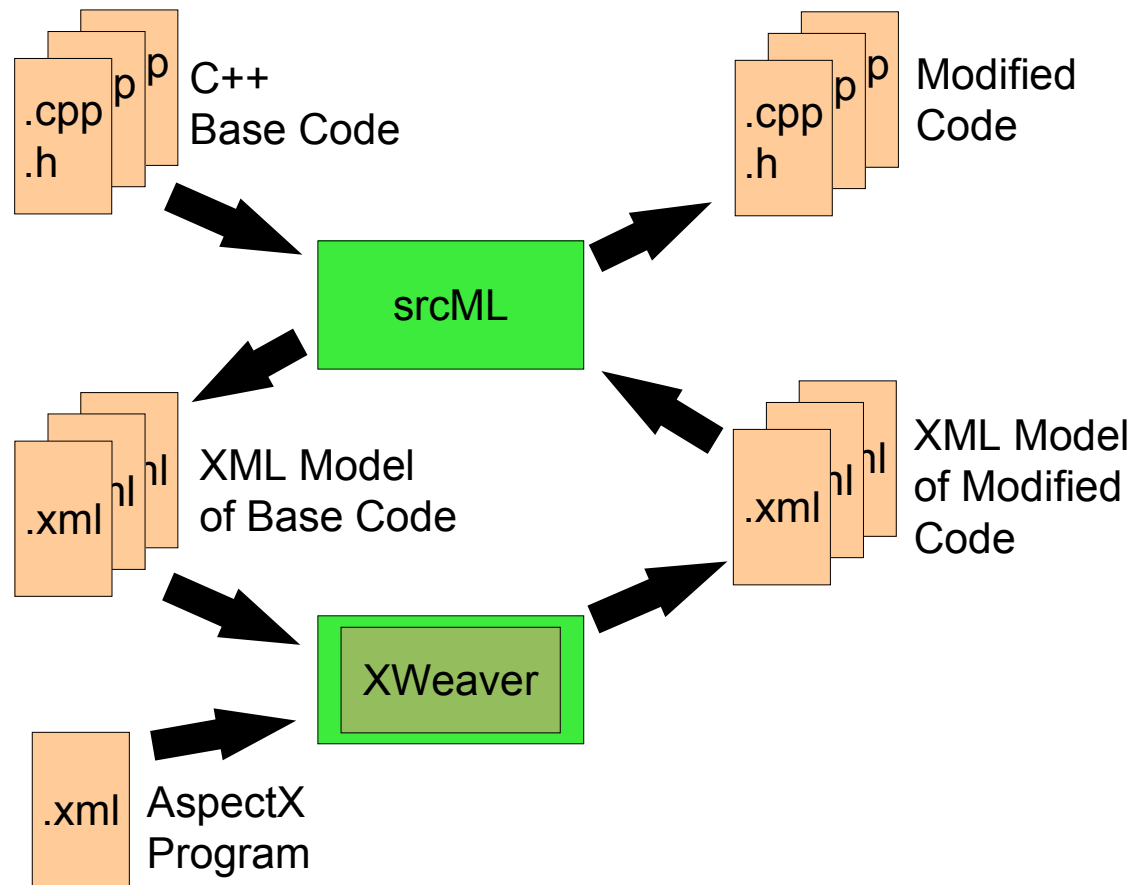 .cpp
.h
p
p
C++
Base Code
.cpp
.h
p
p
Modified
Code
srcML
.xml
nl
nl
XML Model
of Base Code
.xml
nl
nl
XML Model
of Modified
Code
XWeaver
.xml
AspectX
Program